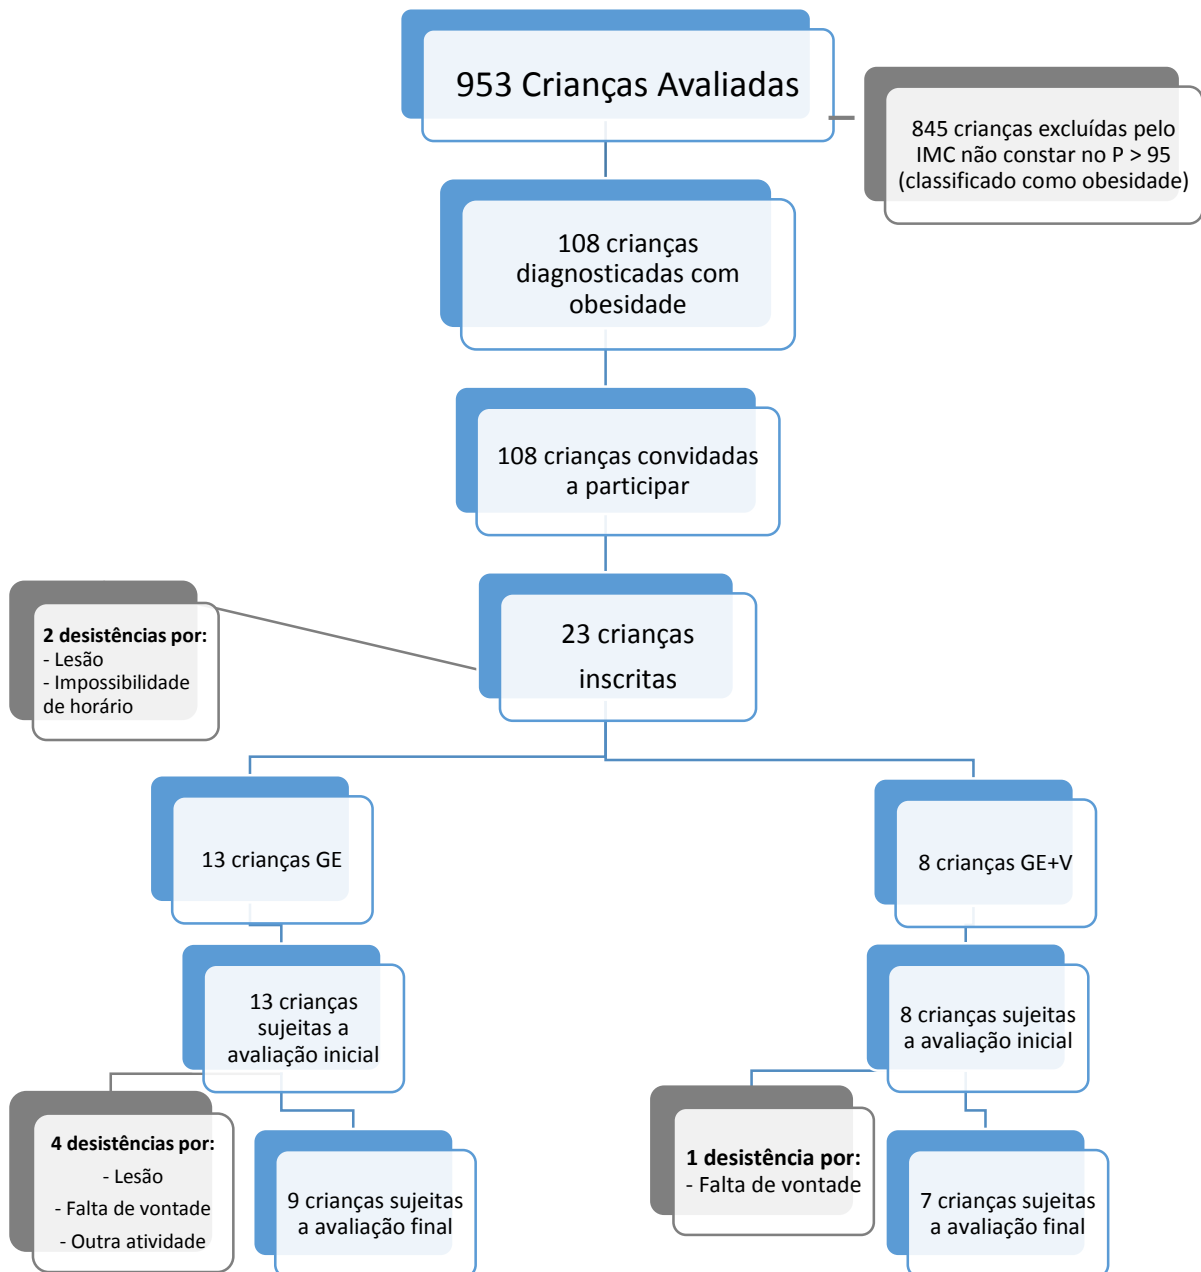 953 Crianças Avaliadas
845 crianças excluídas pelo
IMC não constar no P > 95
(classificado como obesidade)
108 crianças
diagnosticadas com
obesidade
108 crianças convidadas
a participar
2 desistências por:
- Lesão
- Impossibilidade
de horário
23 crianças
inscritas
13 crianças GE
8 crianças GE+V
13 crianças
sujeitas a
avaliação inicial
8 crianças sujeitas
a avaliação inicial
4 desistências por:
- Lesão
- Falta de vontade
- Outra atividade
9 crianças sujeitas
a avaliação final
1 desistência por:
- Falta de vontade
7 crianças sujeitas
a avaliação final